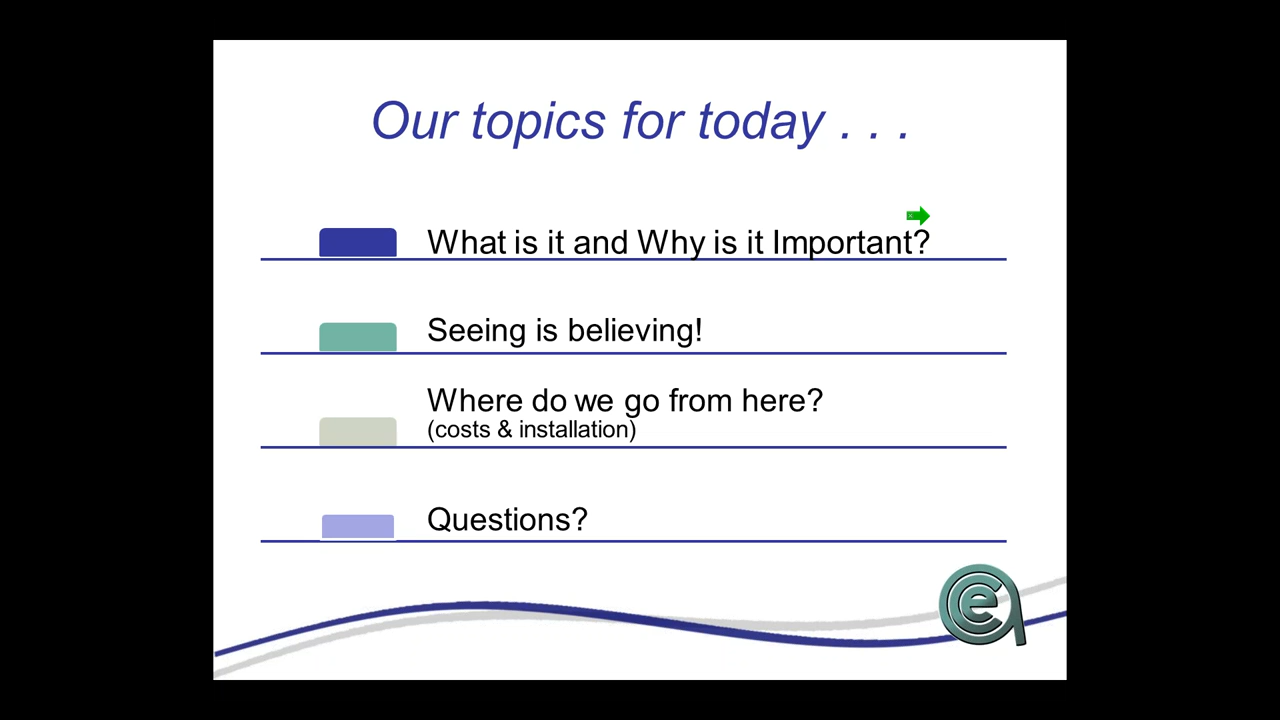 Our topics for today . . .
What is it and Why is it Important?
Seeing is believing!
Where do we go from here?
(costs & installation)
Questions?